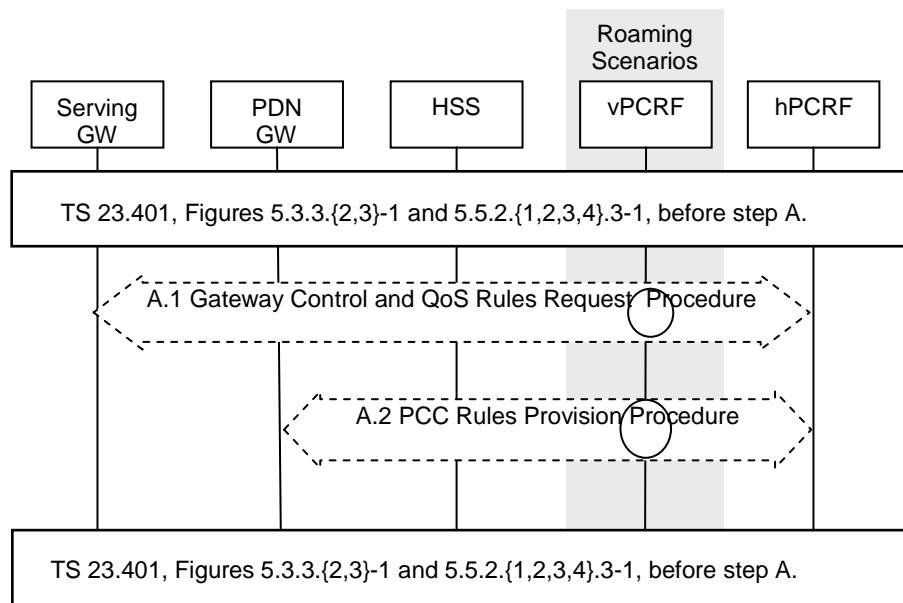 Roaming
Scenarios
Serving
GW
PDN
GW
HSS
vPCRF
hPCRF
TS 23.401, Figures 5.3.3.{2,3}-1 and 5.5.2.{1,2,3,4}.3-1, before step A.
A.1 Gateway Control and QoS Rules Request Procedure
A.2 PCC Rules Provision Procedure
TS 23.401, Figures 5.3.3.{2,3}-1 and 5.5.2.{1,2,3,4}.3-1, before step A.